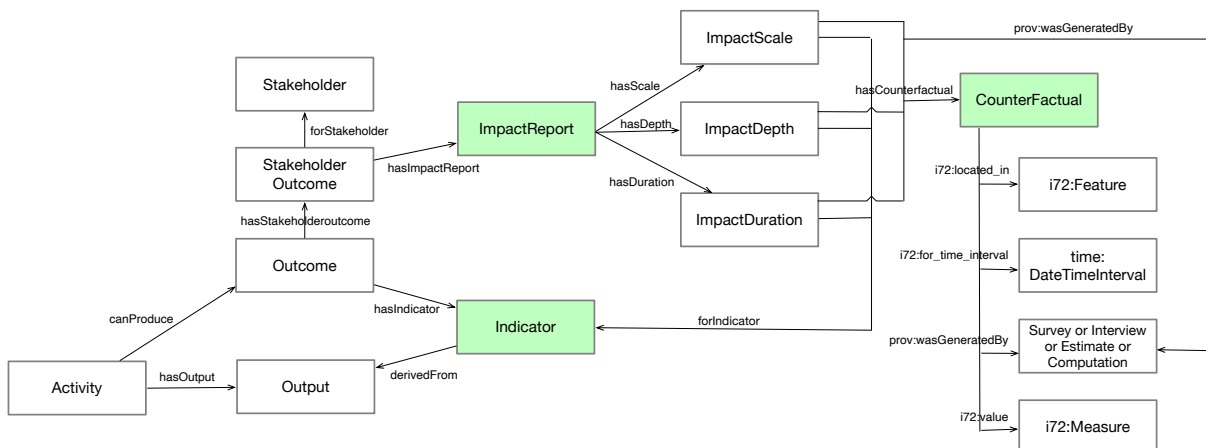 ImpactScale
prov:wasGeneratedBy
Stakeholder
hasScale
hasCounterfactual
CounterFactual
ImpactReport
hasDepth
ImpactDepth
forStakeholder
Stakeholder
Outcome
hasImpactReport
hasDuration
i72:located_in
i72:Feature
ImpactDuration
hasStakeholderoutcome
Outcome
i72:for_time_interval
time:
DateTimeInterval
hasIndicator
canProduce
Indicator
forIndicator
prov:wasGeneratedBy
Survey or Interview
or Estimate or
Computation
derivedFrom
hasOutput
Activity
Output
i72:value
i72:Measure